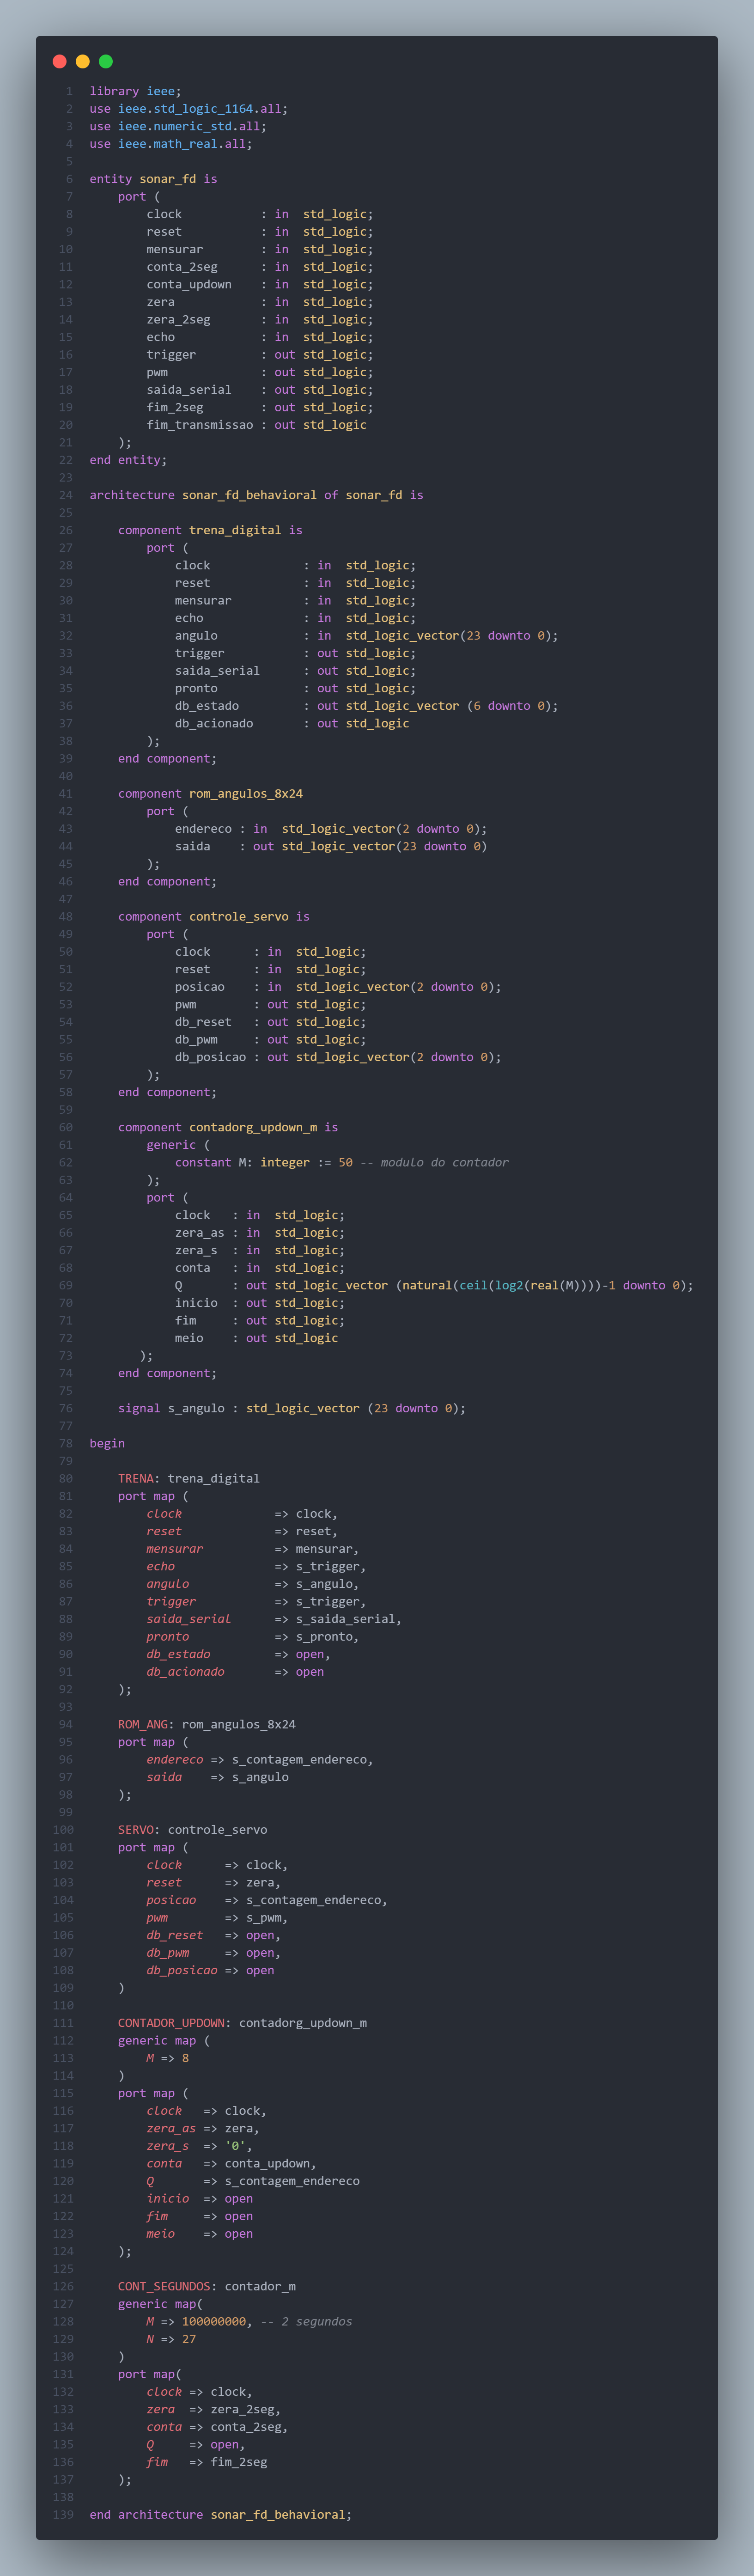 1 library ieee;
2 use ieee.std_logic_1164.all;
3 use ieee.numeric_std.all;
4 use ieee.math_real.all;
5
6 entity sonar_fd is
7     port (
8         clock           : in  std_logic;
9         reset           : in  std_logic;
10         mensurar        : in  std_logic;
11         conta_2seg      : in  std_logic;
12         conta_updown    : in  std_logic;
13         zera            : in  std_logic;
14         zera_2seg       : in  std_logic;
15         echo            : in  std_logic;
16         trigger         : out std_logic;
17         pwm             : out std_logic;
18         saida_serial    : out std_logic;
19         fim_2seg        : out std_logic;
20         fim_transmissao : out std_logic
21     );
22 end entity;
23
24 architecture sonar_fd_behavioral of sonar_fd is
25
26     component trena_digital is
27         port (
28             clock             : in  std_logic;
29             reset             : in  std_logic;
30             mensurar          : in  std_logic;
31             echo              : in  std_logic;
32             angulo            : in  std_logic_vector(23 downto 0);
33             trigger           : out std_logic;
34             saida_serial      : out std_logic;
35             pronto            : out std_logic;
36             db_estado         : out std_logic_vector (6 downto 0);
37             db_acionado       : out std_logic
38         );
39     end component;
40
41     component rom_angulos_8x24
42         port (
43             endereco : in  std_logic_vector(2 downto 0);
44             saida    : out std_logic_vector(23 downto 0)
45         );
46     end component;
47
48     component controle_servo is
49         port (
50             clock      : in  std_logic;
51             reset      : in  std_logic;
52             posicao    : in  std_logic_vector(2 downto 0);
53             pwm        : out std_logic;
54             db_reset   : out std_logic;
55             db_pwm     : out std_logic;
56             db_posicao : out std_logic_vector(2 downto 0);
57         );
58     end component;
59
60     component contadorg_updown_m is
61         generic (
62             constant M: integer := 50 -- modulo do contador
63         );
64         port (
65             clock   : in  std_logic;
66             zera_as : in  std_logic;
67             zera_s  : in  std_logic;
68             conta   : in  std_logic;
69             Q       : out std_logic_vector (natural(ceil(log2(real(M))))-1 downto 0);
70             inicio  : out std_logic;
71             fim     : out std_logic;
72             meio    : out std_logic
73        );
74     end component;
75
76     signal s_angulo : std_logic_vector (23 downto 0);
77
78 begin
79
80     TRENA: trena_digital
81     port map (
82         clock             => clock,
83         reset             => reset,
84         mensurar          => mensurar,
85         echo              => s_trigger,
86         angulo            => s_angulo,
87         trigger           => s_trigger,
88         saida_serial      => s_saida_serial,
89         pronto            => s_pronto,
90         db_estado         => open,
91         db_acionado       => open
92     );
93
94     ROM_ANG: rom_angulos_8x24
95     port map (
96         endereco => s_contagem_endereco,
97         saida    => s_angulo
98     );
99
100     SERVO: controle_servo
101     port map (
102         clock      => clock,
103         reset      => zera,
104         posicao    => s_contagem_endereco,
105         pwm        => s_pwm,
106         db_reset   => open,
107         db_pwm     => open,
108         db_posicao => open
109     )
110
111     CONTADOR_UPDOWN: contadorg_updown_m
112     generic map (
113         M => 8
114     )
115     port map (
116         clock   => clock,
117         zera_as => zera,
118         zera_s  => '0',
119         conta   => conta_updown,
120         Q       => s_contagem_endereco
121         inicio  => open
122         fim     => open
123         meio    => open
124     );
125
126     CONT_SEGUNDOS: contador_m
127     generic map(
128         M => 100000000, -- 2 segundos
129         N => 27
130     )
131     port map(
132         clock => clock,
133         zera  => zera_2seg,
134         conta => conta_2seg,
135         Q     => open,
136         fim   => fim_2seg
137     );
138
139 end architecture sonar_fd_behavioral;